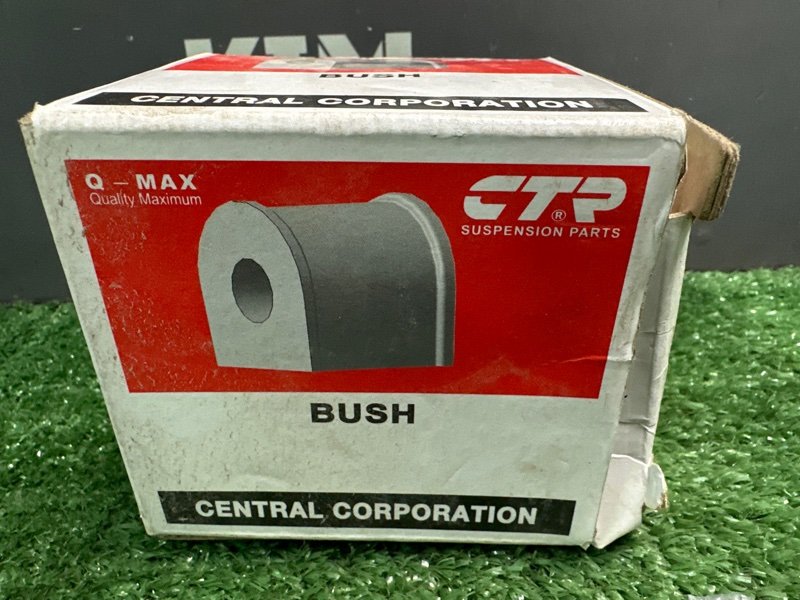 BUSH
CENTRAL CORPORATION
Q - MAX
Quality Maximum
CTR
®
SUSPENSION PARTS
BUSH
CENTRAL CORPORATION